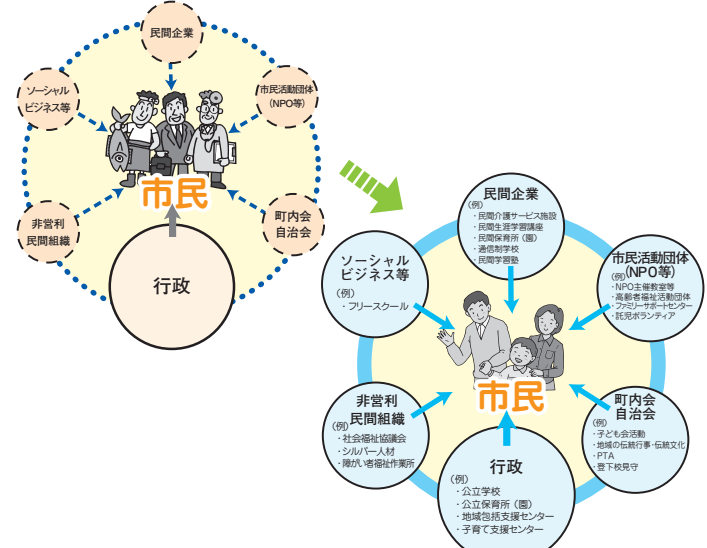 民間企業
ソーシャル
ビジネス等
市民活動団体
(NPO等)
市民
非営利
民間組織
町内会
自治会
行政
民間企業
(例)
・民間介護サービス施設
・民間生涯学習講座
・民間保育所(園)
・通信制学校
・民間学習塾
ソーシャル
ビジネス等
(例)
・フリースクール
市民活動団体
(NPO等)
(例)
・NPO主催教室等
・高齢者福祉活動団体
・ファミリーサポートセンター
・託児ボランティア
市民
非営利
民間組織
(例)
・社会福祉協議会
・シルバー人材
・障がい者福祉作業所
町内会
自治会
(例)
・子ども会活動
・地域の伝統行事・伝統文化
・PTA
・登下校見守
行政
(例)
・公立学校
・公立保育所(園)
・地域包括支援センター
・子育て支援センター